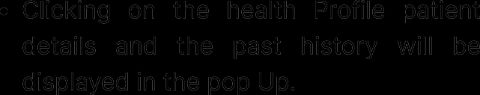 • Clicking on the health Profile patient
details and the past history will be
displayed in the pop Up.